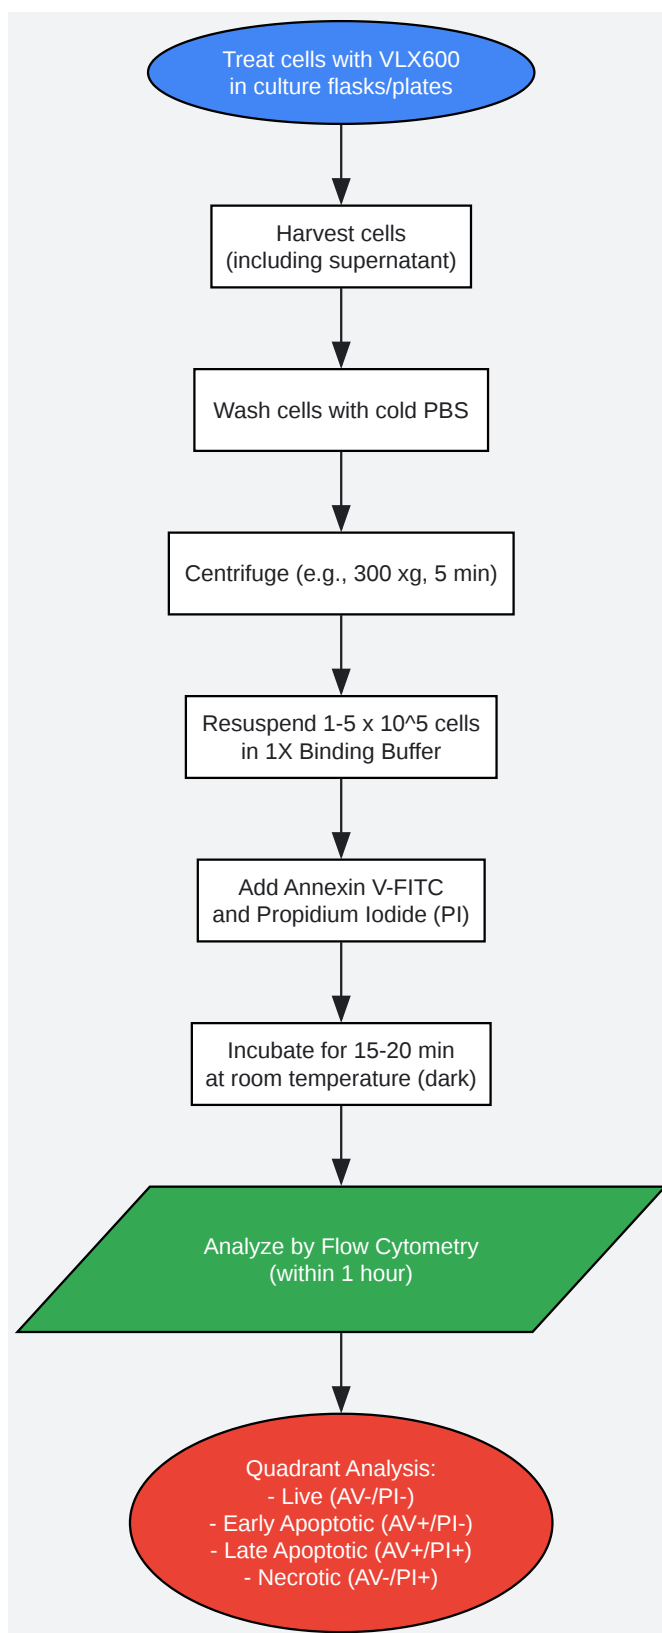 Treat cells with VLX600
in culture flasks/plates
Harvest cells
(including supernatant)
Wash cells with cold PBS
Centrifuge (e.g., 300 xg, 5 min)
Resuspend 1-5 x 10^5 cells
in 1X Binding Buffer
Add Annexin V-FITC
and Propidium Iodide (PI)
Incubate for 15-20 min
at room temperature (dark)
Analyze by Flow Cytometry
(within 1 hour)
Quadrant Analysis:
- Live (AV-/PI-)
- Early Apoptotic (AV+/PI-)
- Late Apoptotic (AV+/PI+)
- Necrotic (AV-/PI+)